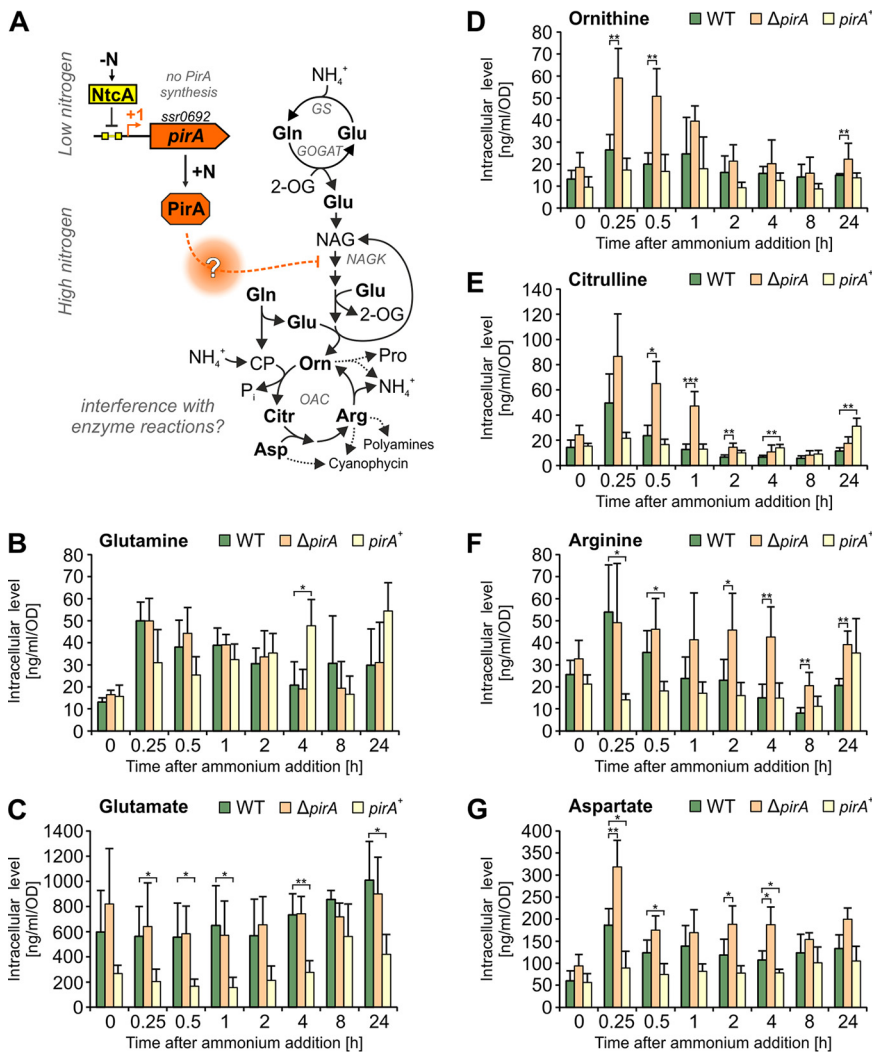 A
Low nitrogen
-N
NtcA
no PirA
synthesis
+1
ssr0692
pirA
+N
High nitrogen
PirA
?
interference with
enzyme reactions?
NH4+
GS
Gln
Glu
GOGAT
2-OG
Glu
NAG
NAGK
Gln
Glu
Glu
2-OG
NH4+
CP
Orn
Pro
Pi
NH4+
OAC
Citr
Arg
Asp
Polyamines
Cyanophycin
B
Glutamine
WT
ΔpirA
pirA+
Intracellular level
[ng/ml/OD]
80
70
60
50
40
30
20
10
0
*
0 0.25 0.5 1 2 4 8 24
Time after ammonium addition [h]
C
Glutamate
WT
ΔpirA
pirA+
Intracellular level
[ng/ml/OD]
1400
1200
1000
800
600
400
200
0
* * * ** *
0 0.25 0.5 1 2 4 8 24
Time after ammonium addition [h]
D
Ornithine
WT
ΔpirA
pirA+
Intracellular level
[ng/ml/OD]
80
70
60
50
40
30
20
10
0
** ** **
0 0.25 0.5 1 2 4 8 24
Time after ammonium addition [h]
E
Citrulline
WT
ΔpirA
pirA+
Intracellular level
[ng/ml/OD]
140
120
100
80
60
40
20
0
* *** ** ** **
0 0.25 0.5 1 2 4 8 24
Time after ammonium addition [h]
F
Arginine
WT
ΔpirA
pirA+
Intracellular level
[ng/ml/OD]
80
70
60
50
40
30
20
10
0
* * * ** ** **
0 0.25 0.5 1 2 4 8 24
Time after ammonium addition [h]
G
Aspartate
WT
ΔpirA
pirA+
Intracellular level
[ng/ml/OD]
400
350
300
250
200
150
100
50
0
*
** * * * *
0 0.25 0.5 1 2 4 8 24
Time after ammonium addition [h]